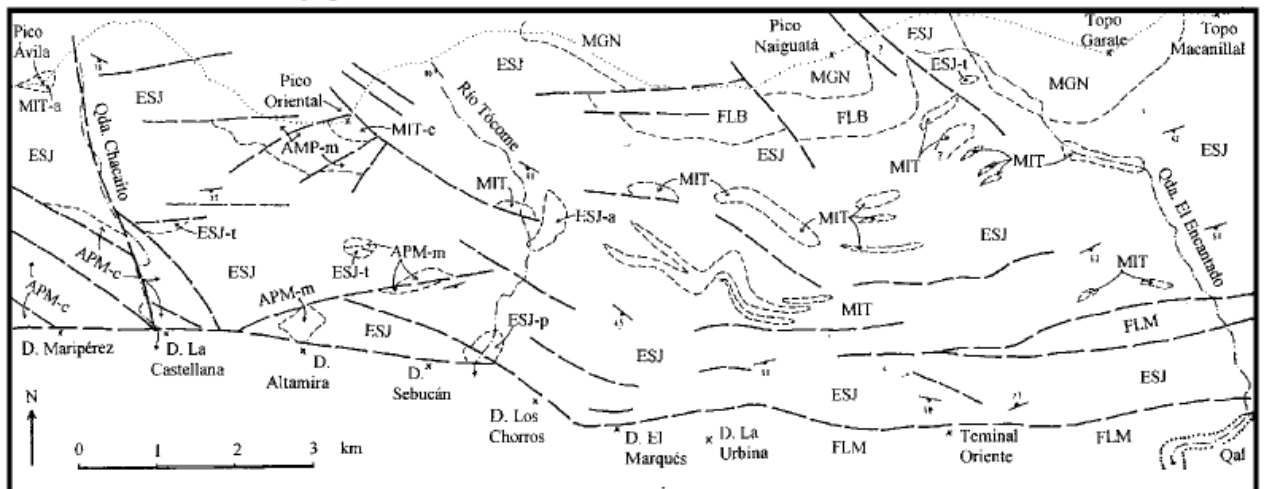 Pico
Ávila
MIT-a
ESJ
ESJ
Qda. Chacaíto
Pico
Oriental
AMP-m
MIT-c
ESJ
MGN
Río Tócome
Pico
Naiguatá
MGN
FLB
FLB
ESJ
ESJ
ESJ-t
Topo
Garate
Topo
Macanillal
MGN
ESJ
MIT
MIT
Qda. El Encantado
ESJ-t
APM-c
APM-c
ESJ
ESJ-t
APM-m
APM-m
MIT
ESJ-a
MIT
MIT
ESJ
MIT
ESJ
ESJ-p
MIT
FLM
ESJ
ESJ
ESJ
D. Maripérez
D. La
Castellana
D.
Altamira
D.
Sebucán
D. Los
Chorros
D. El
Marqués
D. La
Urbina
FLM
Teminal
Oriente
FLM
Qal
N
0 1 2 3 km